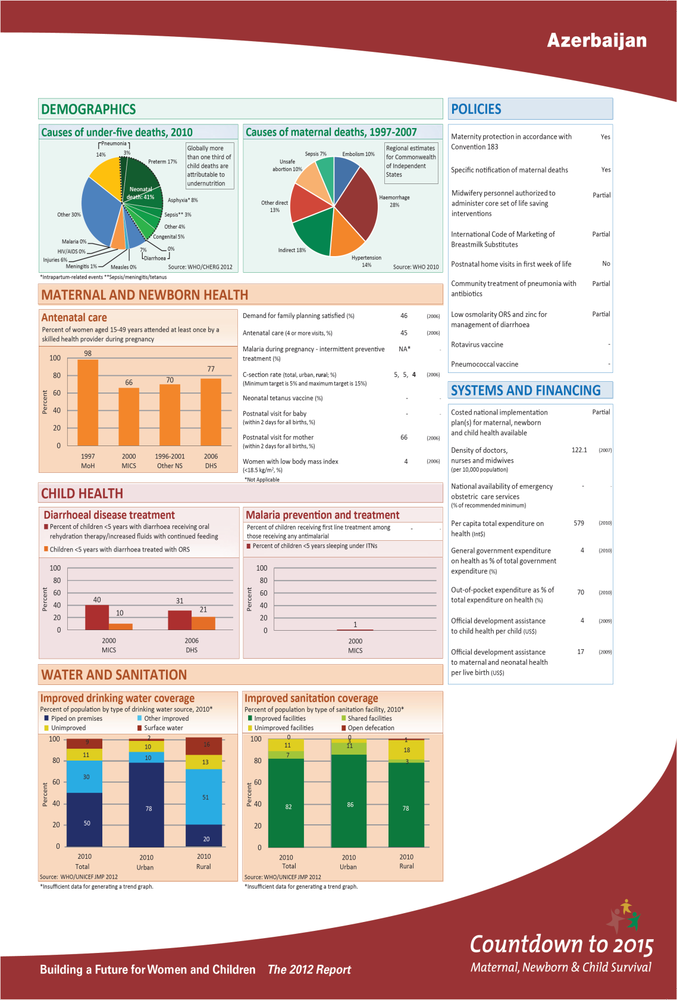 Azerbaijan
DEMOGRAPHICS
Causes of under-five deaths, 2010
Pneumonia
14%
3%
Globally more
than one third of
child deaths are
attributable to
undernutrition
Preterm 17%
Neonatal
death: 41%
Asphyxia* 8%
Sepsis** 3%
Other 4%
Congenital 5%
0%
7%
Diarrhoea
Other 30%
Malaria 0%
HIV/AIDS 0%
Injuries 6%
Meningitis 1%
Measles 0%
Source: WHO/CHERG 2012
*Intrapartum-related events **Sepsis/meningitis/tetanus
Causes of maternal deaths, 1997-2007
Sepsis 7%
Embolism 10%
Regional estimates
for Commonwealth
of Independent
States
Unsafe
abortion 10%
Haemorrhage
28%
Other direct
13%
Indirect 18%
Hypertension
14%
Source: WHO 2010
MATERNAL AND NEWBORN HEALTH
Antenatal care
Percent of women aged 15-49 years attended at least once by a
skilled health provider during pregnancy
Percent
100
80
60
40
20
0
98
66
70
77
1997 2000 1996-2001 2006
MoH MICS Other NS DHS
Demand for family planning satisfied (%) 46 (2006)
Antenatal care (4 or more visits, %) 45 (2006)
Malaria during pregnancy - intermittent preventive NA* -
treatment (%)
C-section rate (total, urban, rural; %) 5, 5, 4 (2006)
(Minimum target is 5% and maximum target is 15%)
Neonatal tetanus vaccine (%) - -
Postnatal visit for baby - -
(within 2 days for all births, %)
Postnatal visit for mother 66 (2006)
(within 2 days for all births, %)
Women with low body mass index 4 (2006)
(<18.5 kg/m², %)
*Not Applicable
CHILD HEALTH
Diarrhoeal disease treatment
Percent of children <5 years with diarrhoea receiving oral
rehydration therapy/increased fluids with continued feeding
Children <5 years with diarrhoea treated with ORS
Percent
100
80
60
40
20
0
40
10
31
21
2000 2006
MICS DHS
Malaria prevention and treatment
Percent of children receiving first line treatment among - -
those receiving any antimalarial
Percent of children <5 years sleeping under ITNs
Percent
100
80
60
40
20
0
1
2000
MICS
WATER AND SANITATION
Improved drinking water coverage
Percent of population by type of drinking water source, 2010*
Piped on premises Other improved
Unimproved Surface water
Percent
100
80
60
40
20
0
9
11
30
50
2
10
10
78
16
13
51
20
2010 2010 2010
Total Urban Rural
Source: WHO/UNICEF JMP 2012
*Insufficient data for generating a trend graph.
Improved sanitation coverage
Percent of population by type of sanitation facility, 2010*
Improved facilities Shared facilities
Unimproved facilities Open defecation
Percent
100
80
60
40
20
0
0
11
7
82
0
3
11
86
1
18
3
78
2010 2010 2010
Total Urban Rural
Source: WHO/UNICEF JMP 2012
*Insufficient data for generating a trend graph.
POLICIES
Maternity protection in accordance with Yes
Convention 183
Specific notification of maternal deaths Yes
Midwifery personnel authorized to Partial
administer core set of life saving
interventions
International Code of Marketing of Partial
Breastmilk Substitutes
Postnatal home visits in first week of life No
Community treatment of pneumonia with Partial
antibiotics
Low osmolarity ORS and zinc for Partial
management of diarrhoea
Rotavirus vaccine -
Pneumococcal vaccine -
SYSTEMS AND FINANCING
Costed national implementation Partial
plan(s) for maternal, newborn
and child health available
Density of doctors, 122.1 (2007)
nurses and midwives
(per 10,000 population)
National availability of emergency - -
obstetric care services
(% of recommended minimum)
Per capita total expenditure on 579 (2010)
health (Int$)
General government expenditure 4 (2010)
on health as % of total government
expenditure (%)
Out-of-pocket expenditure as % of 70 (2010)
total expenditure on health (%)
Official development assistance 4 (2009)
to child health per child (US$)
Official development assistance 17 (2009)
to maternal and neonatal health
per live birth (US$)
Countdown to 2015
Maternal, Newborn & Child Survival
Building a Future for Women and Children The 2012 Report